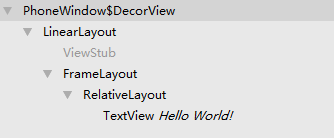 PhoneWindow$DecorView
LinearLayout
ViewStub
FrameLayout
RelativeLayout
TextView Hello World!